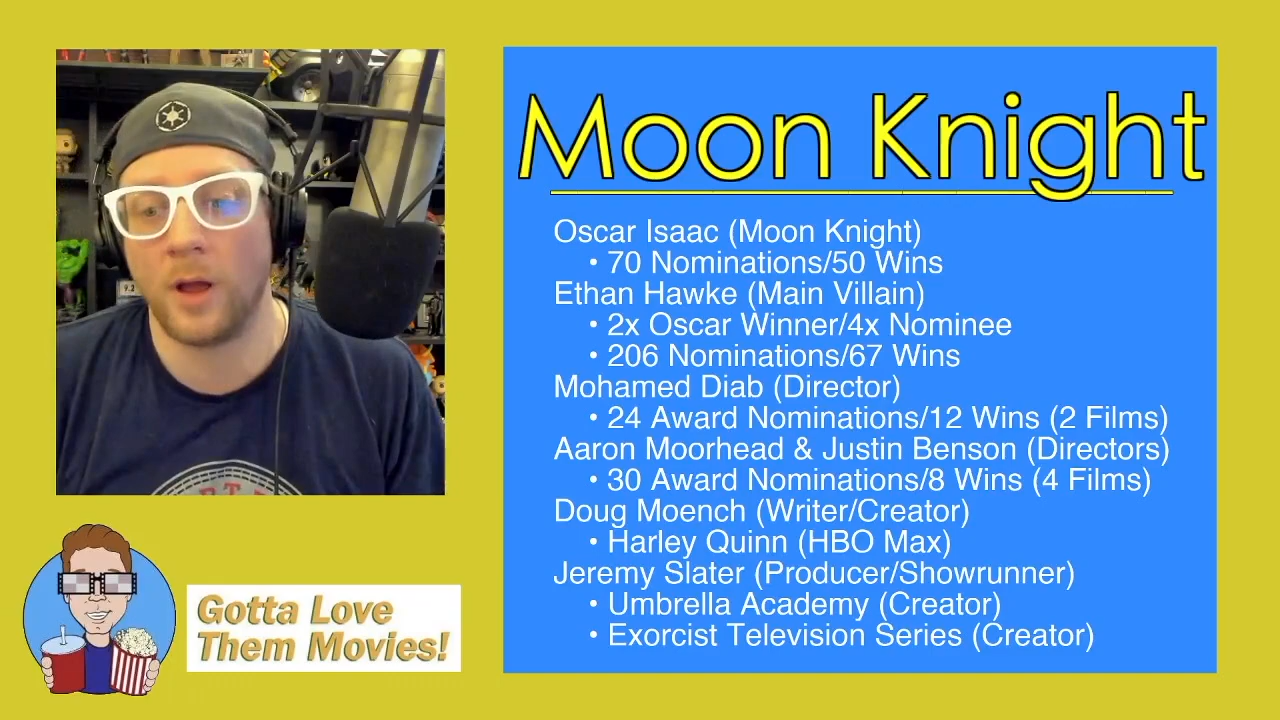 Moon Knight
Oscar Isaac (Moon Knight)
• 70 Nominations/50 Wins
Ethan Hawke (Main Villain)
• 2x Oscar Winner/4x Nominee
• 206 Nominations/67 Wins
Mohamed Diab (Director)
• 24 Award Nominations/12 Wins (2 Films)
Aaron Moorhead & Justin Benson (Directors)
• 30 Award Nominations/8 Wins (4 Films)
Doug Moench (Writer/Creator)
• Harley Quinn (HBO Max)
Jeremy Slater (Producer/Showrunner)
• Umbrella Academy (Creator)
• Exorcist Television Series (Creator)
Gotta Love
Them Movies!